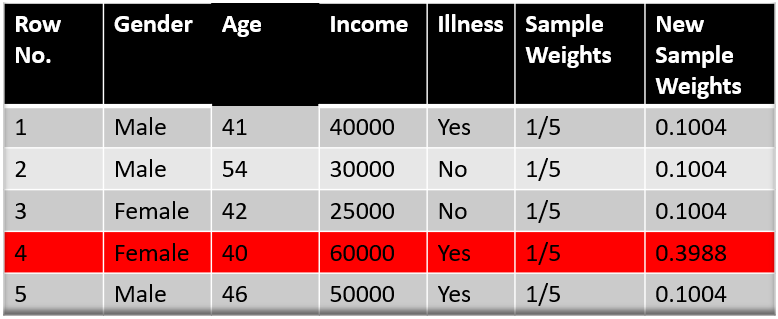 Row No. Gender Age Income Illness Sample Weights New Sample Weights
1 Male 41 40000 Yes 1/5 0.1004
2 Male 54 30000 No 1/5 0.1004
3 Female 42 25000 No 1/5 0.1004
4 Female 40 60000 Yes 1/5 0.3988
5 Male 46 50000 Yes 1/5 0.1004